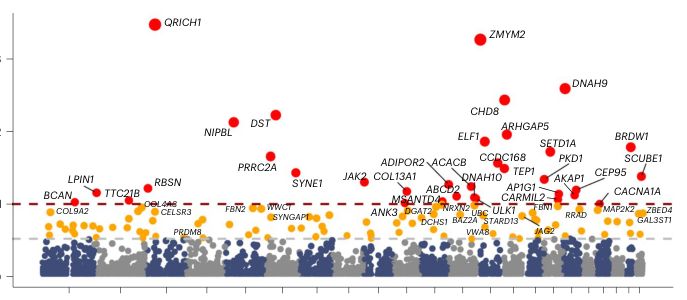 QRICH1
ZMYM2
DNAH9
CHD8
DST
NIPBL
ARHGAP5
ELF1
SETD1A
BRDW1
PRRC2A
CCDC168
PKD1
SCUBE1
ADIPOR2
ACACB
SYNE1
COL13A1
TEP1
CEP95
JAK2
DNAH10
AKAP1
LPIN1
RBSN
ABCD2
AP1G1
CACNA1A
BCAN
TTC21B
MSANTD4
CARMIL2
COL9A2
COL4A3
CELSR3
FBN2
WWC1
SYNGAP1
ANK3
DGAT2
NRXN2
UBC
ULK1
FBN1
RRAD
MAP2K2
ZBED4
DCHS1
BAZ2A
STARD13
GAL3ST1
PRDM8
VWA8
JAG2